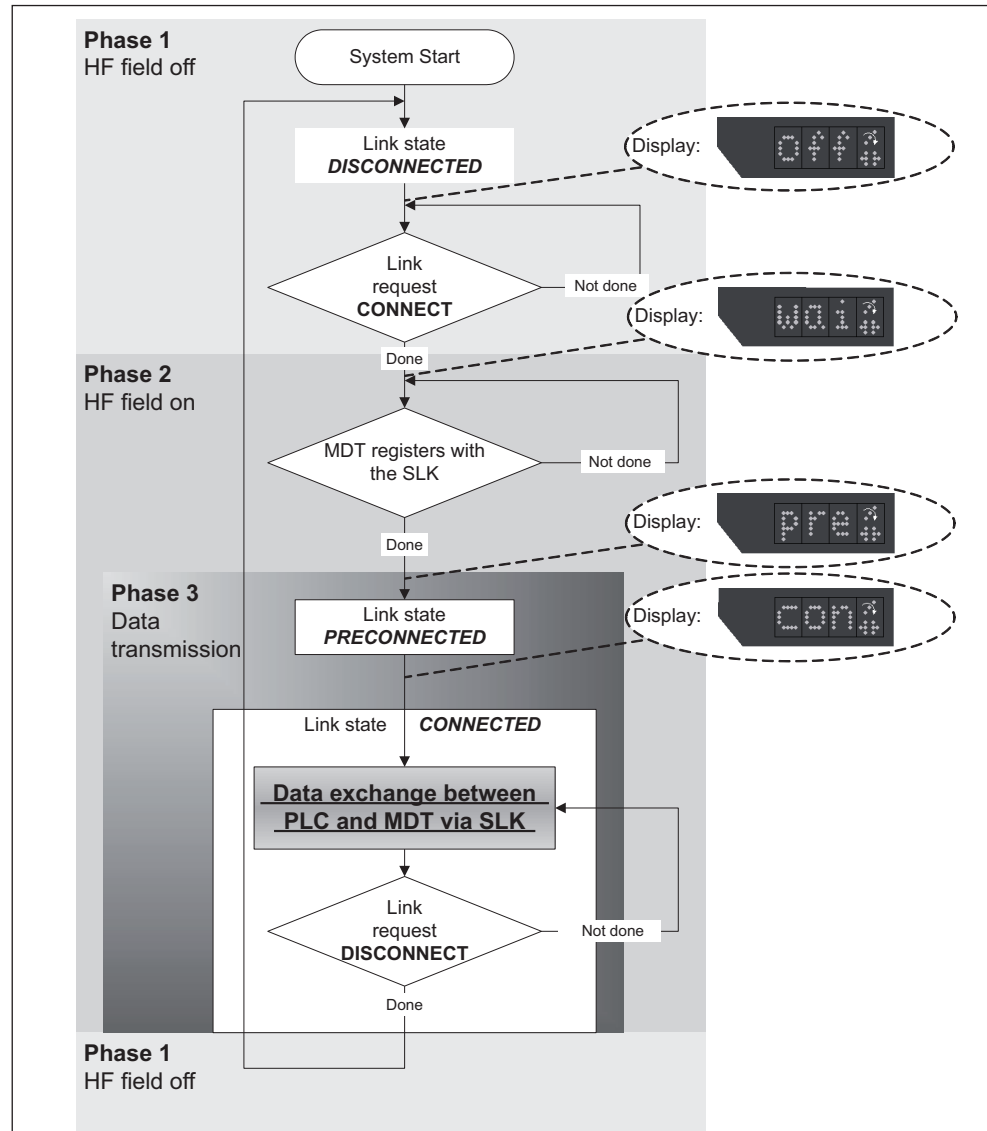 Phase 1
HF field off
System Start
Link state
DISCONNECTED
Display:
Off
Link
request
CONNECT
Not done
Display:
Wai
Done
Phase 2
HF field on
MDT registers with
the SLK
Not done
Display:
pre
Done
Phase 3
Data
transmission
Link state
PRECONNECTED
Display:
con
Link state CONNECTED
Data exchange between
PLC and MDT via SLK
Link
request
DISCONNECT
Not done
Done
Phase 1
HF field off